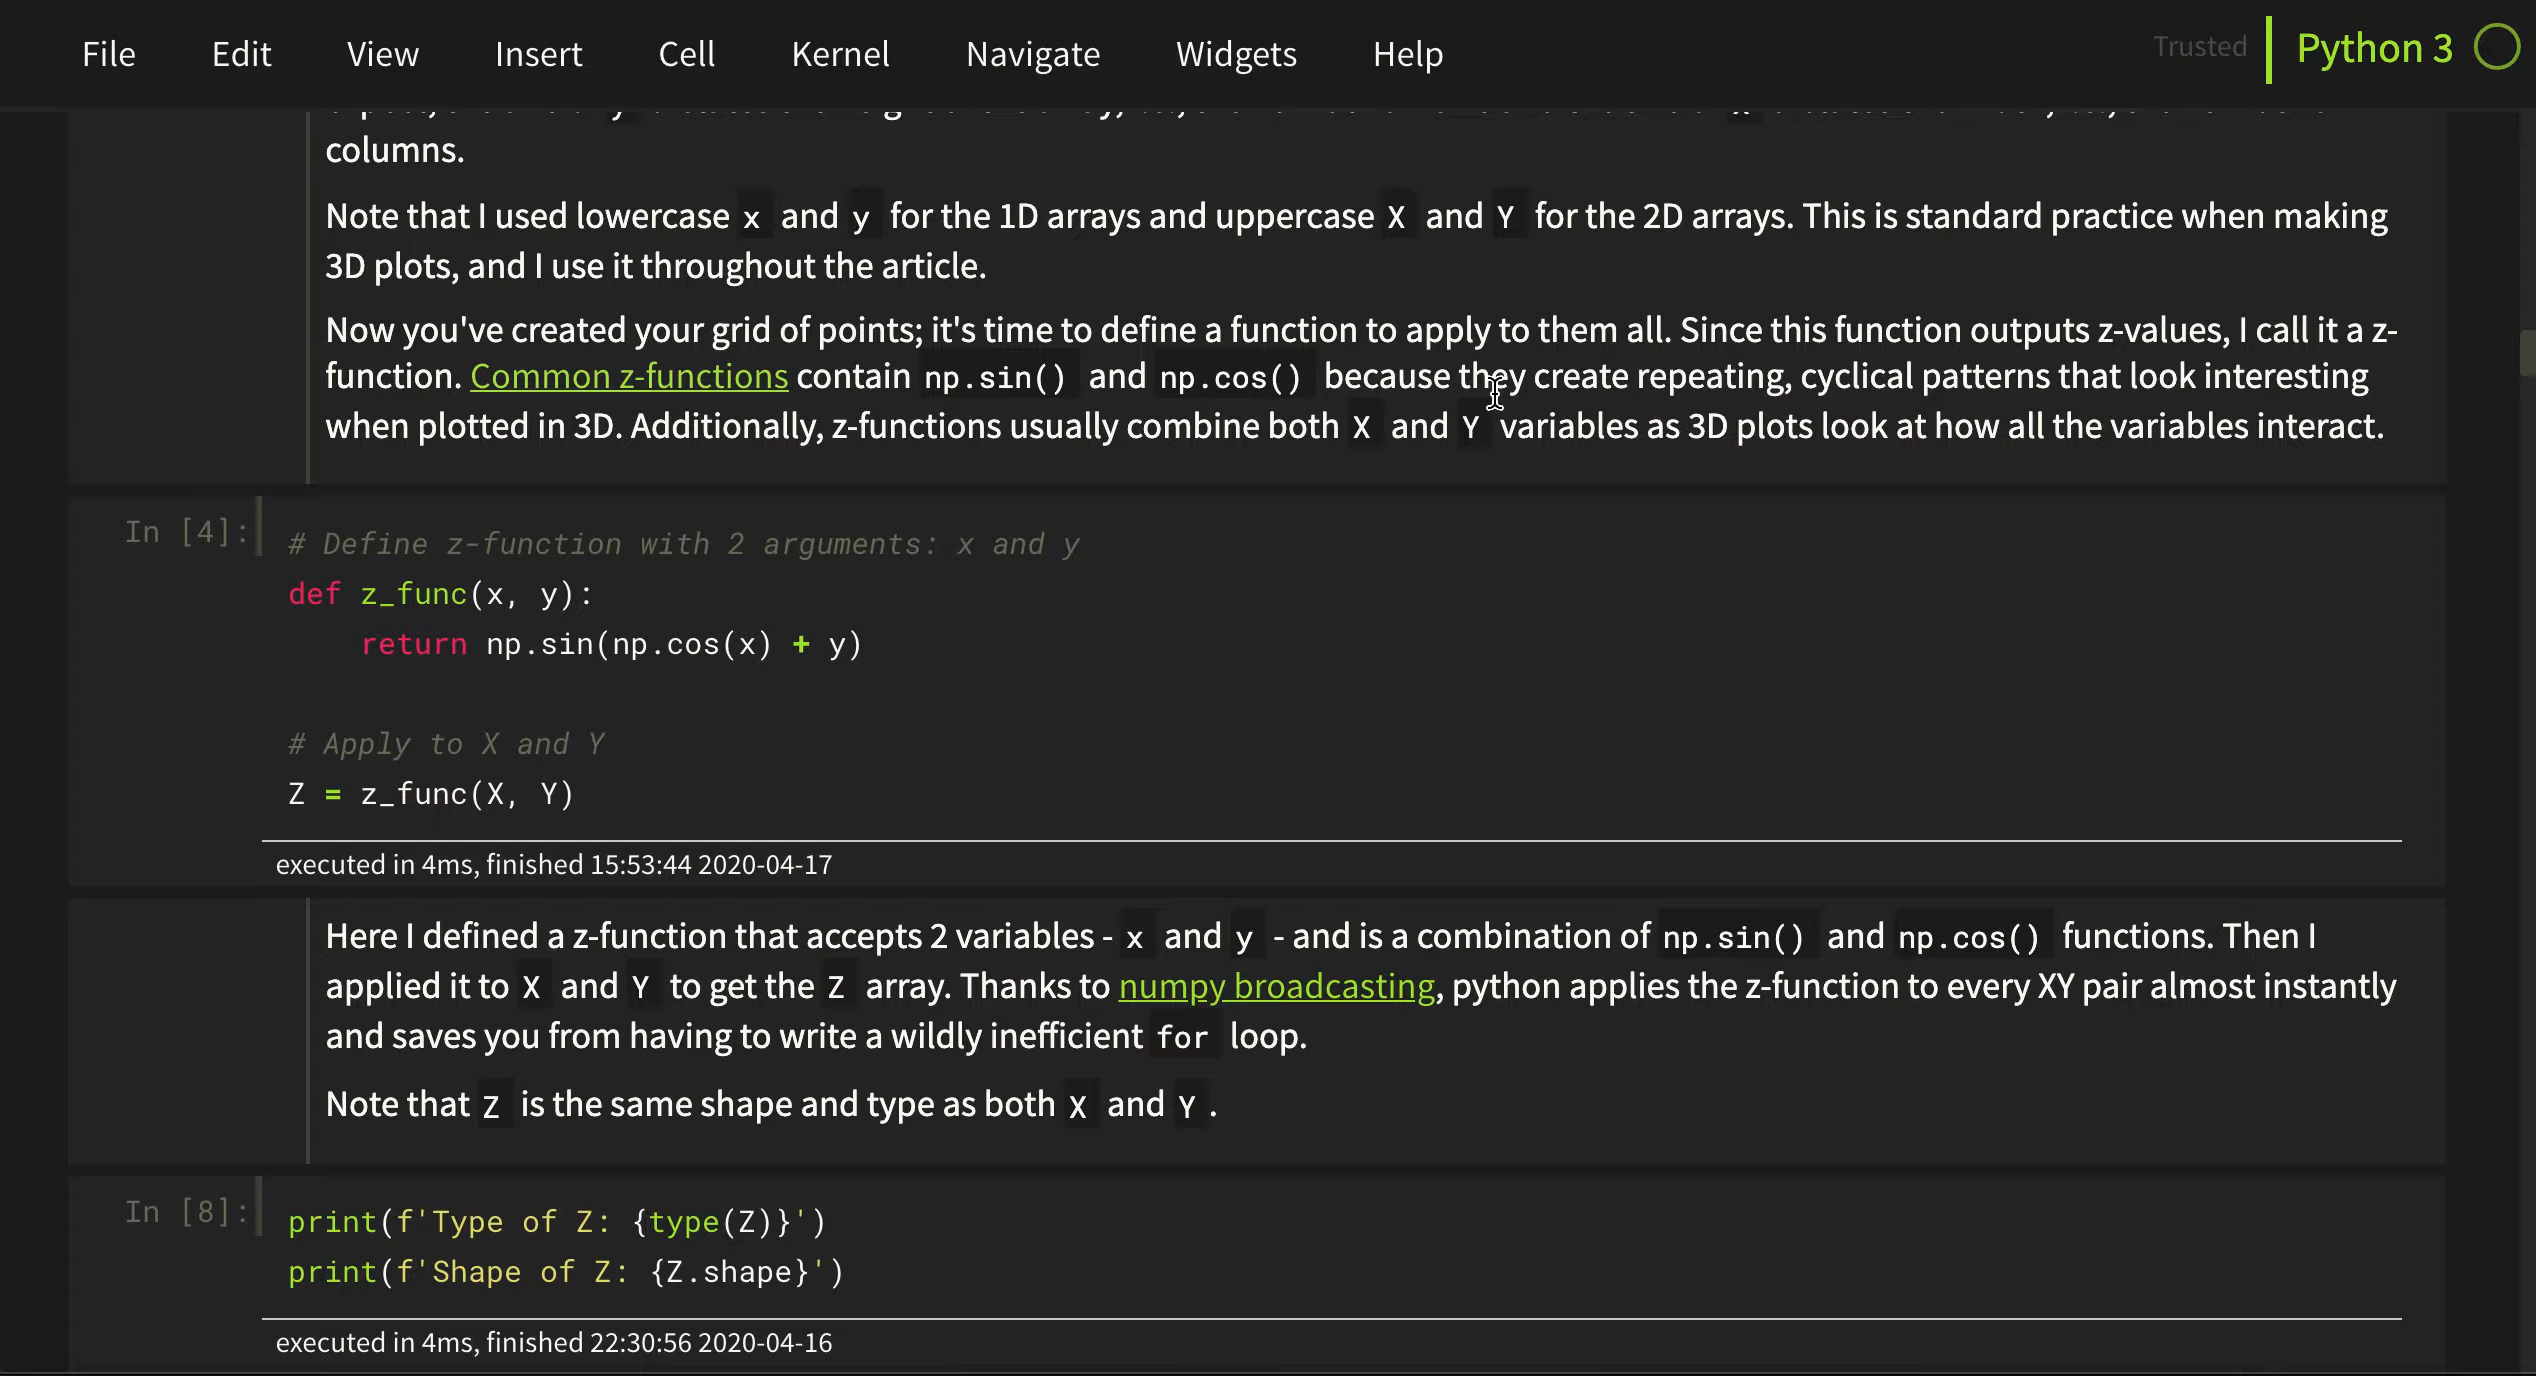 File Edit View Insert Cell Kernel Navigate Widgets Help Trusted Python 3
columns.
Note that I used lowercase x and y for the 1D arrays and uppercase X and Y for the 2D arrays. This is standard practice when making
3D plots, and I use it throughout the article.
Now you've created your grid of points; it's time to define a function to apply to them all. Since this function outputs z-values, I call it a z-
function. Common z-functions contain np.sin() and np.cos() because they create repeating, cyclical patterns that look interesting
when plotted in 3D. Additionally, z-functions usually combine both X and Y variables as 3D plots look at how all the variables interact.
In [4]:
# Define z-function with 2 arguments: x and y
def z_func(x, y):
    return np.sin(np.cos(x) + y)
# Apply to X and Y
Z = z_func(X, Y)
executed in 4ms, finished 15:53:44 2020-04-17
Here I defined a z-function that accepts 2 variables - x and y - and is a combination of np.sin() and np.cos() functions. Then I
applied it to X and Y to get the Z array. Thanks to numpy broadcasting, python applies the z-function to every XY pair almost instantly
and saves you from having to write a wildly inefficient for loop.
Note that Z is the same shape and type as both X and Y.
In [8]:
print(f'Type of Z: {type(Z)}')
print(f'Shape of Z: {Z.shape}')
executed in 4ms, finished 22:30:56 2020-04-16